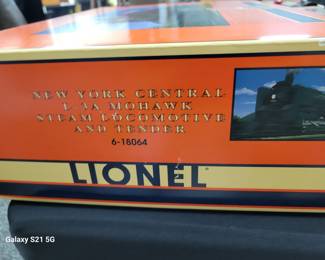 NEW YORK CENTRAL
L-3A MOHAWK
STEAM LOCOMOTIVE
AND TENDER
6-18064
LIONEL
Galaxy S21 5G